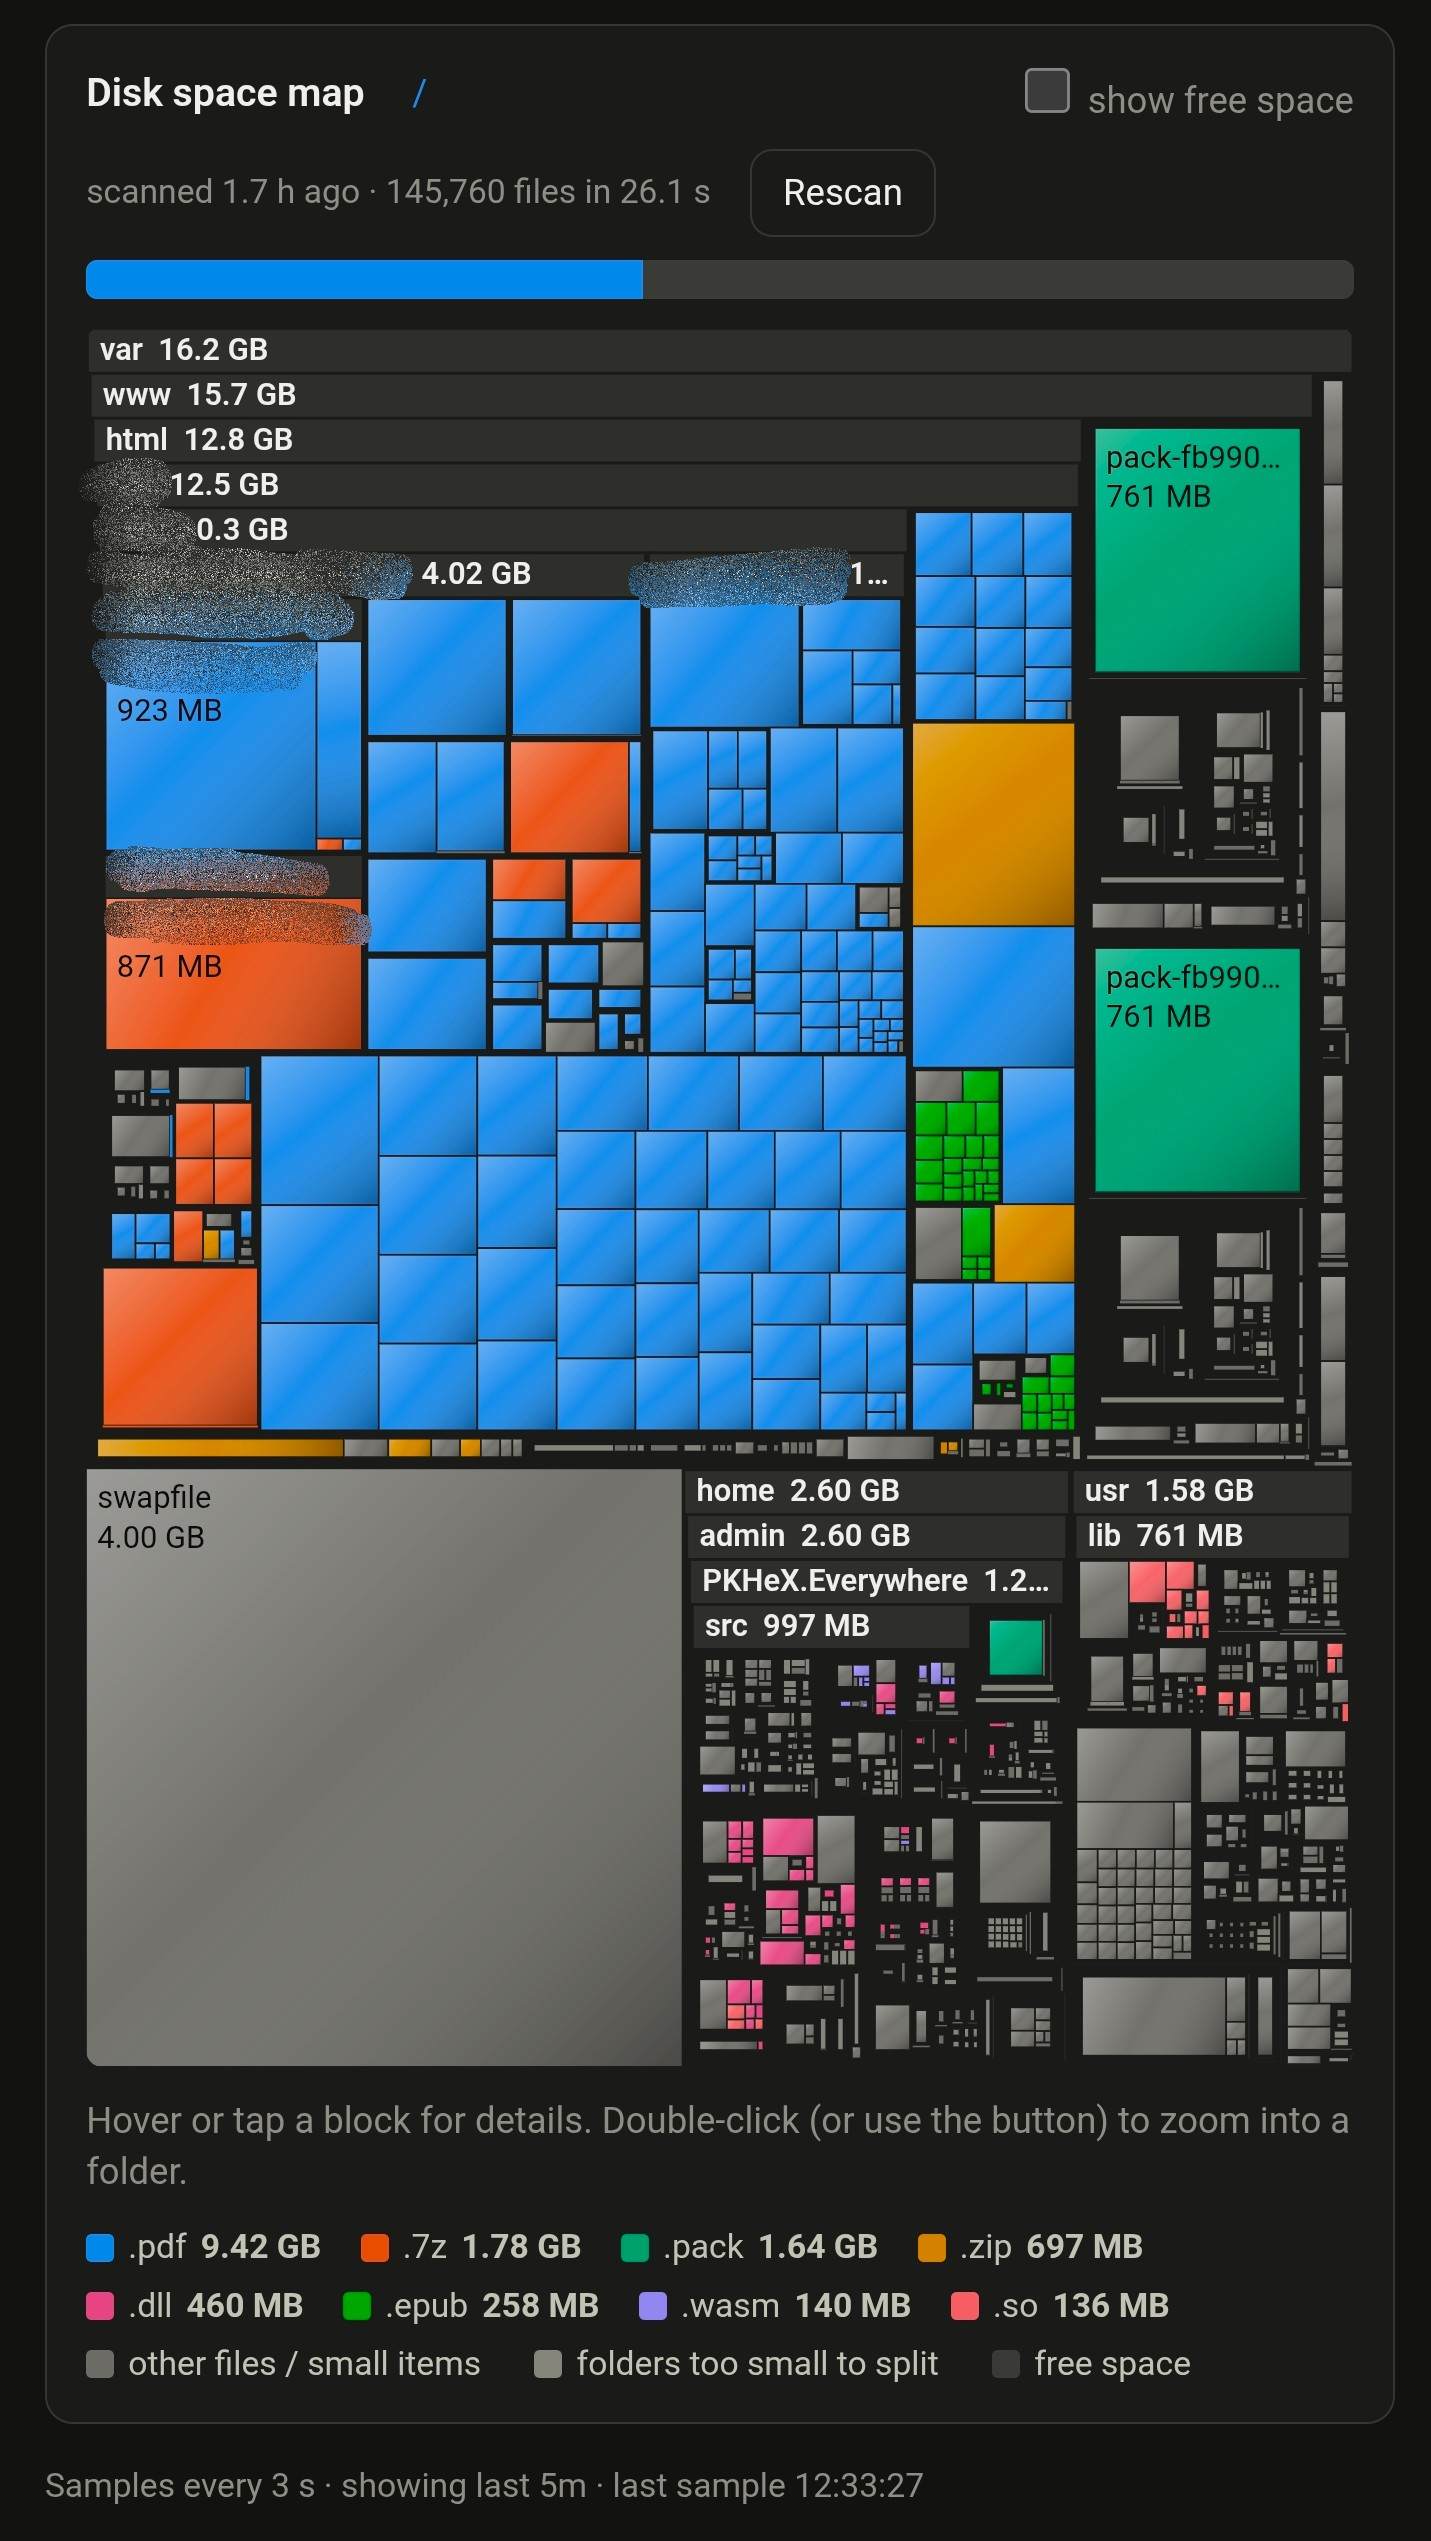 Disk space map /
show free space
scanned 1.7 h ago · 145,760 files in 26.1 s
Rescan
var 16.2 GB
www 15.7 GB
html 12.8 GB
12.5 GB
0.3 GB
4.02 GB
1...
923 MB
871 MB
pack-fb990...
761 MB
pack-fb990...
761 MB
swapfile
4.00 GB
home 2.60 GB
admin 2.60 GB
PKHeX.Everywhere 1.2...
src 997 MB
usr 1.58 GB
lib 761 MB
Hover or tap a block for details. Double-click (or use the button) to zoom into a
folder.
.pdf 9.42 GB .7z 1.78 GB .pack 1.64 GB .zip 697 MB
.dll 460 MB .epub 258 MB .wasm 140 MB .so 136 MB
other files / small items folders too small to split free space
Samples every 3 s · showing last 5m · last sample 12:33:27